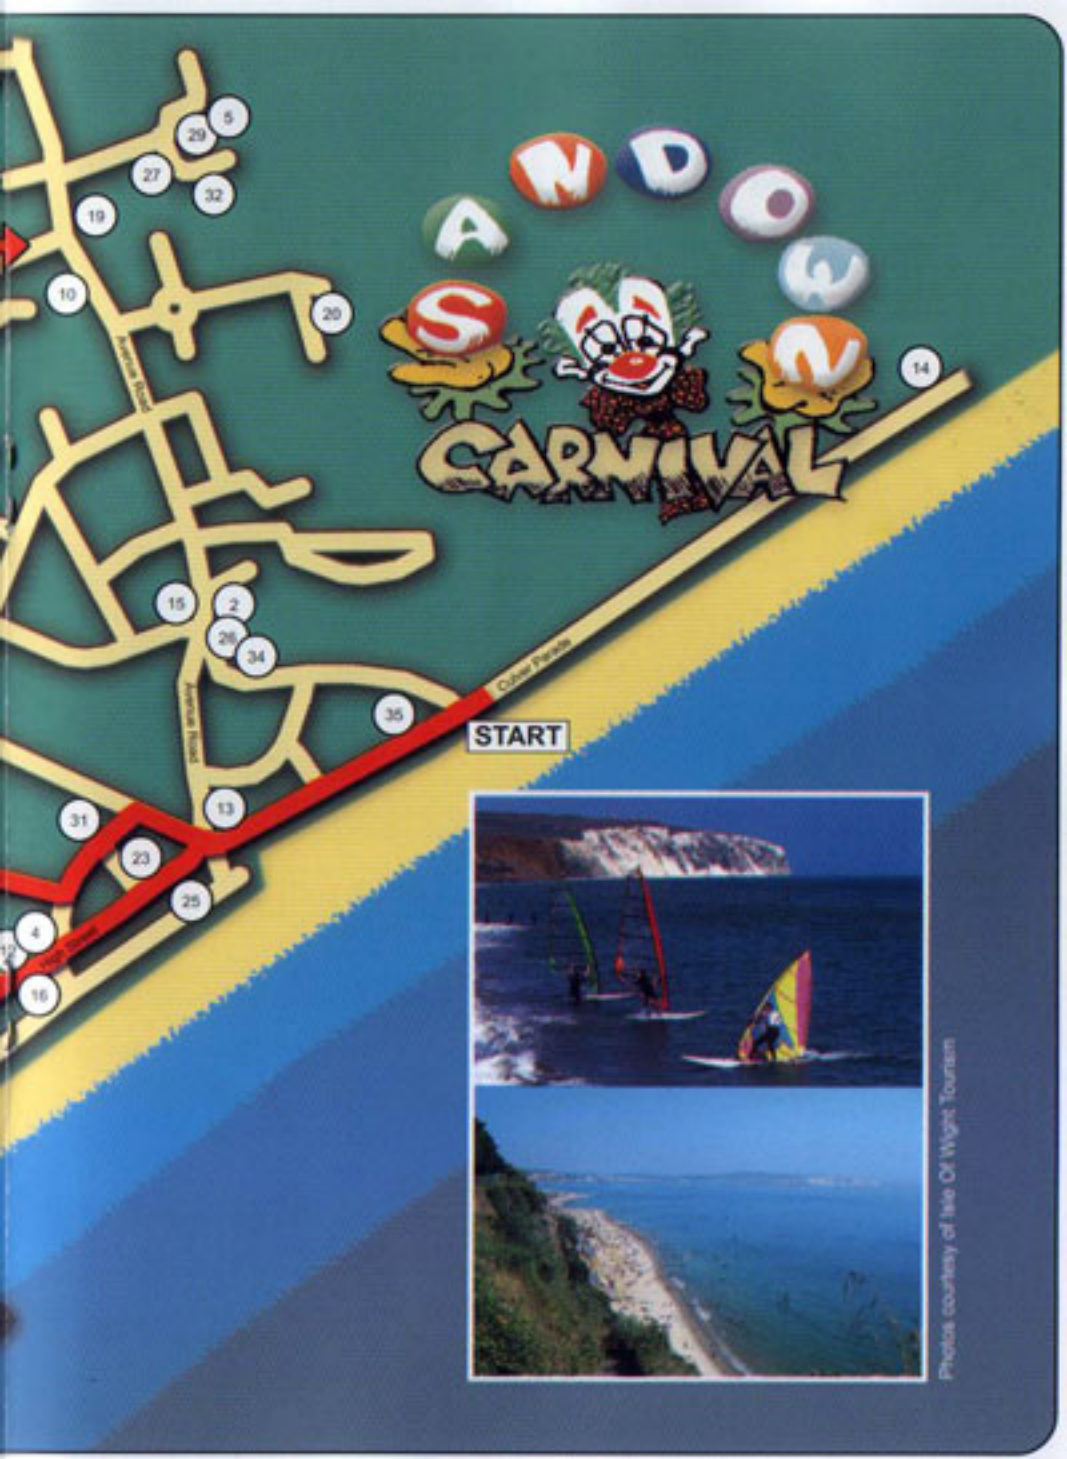 5
29
27
32
19
10
20
SANDOWN
CARNIVAL
14
Avenue Road
15
2
26
34
Culver Parade
35
START
Avenue Road
13
31
23
25
4
12
High Street
16
Photos courtesy of Isle Of Wight Tourism